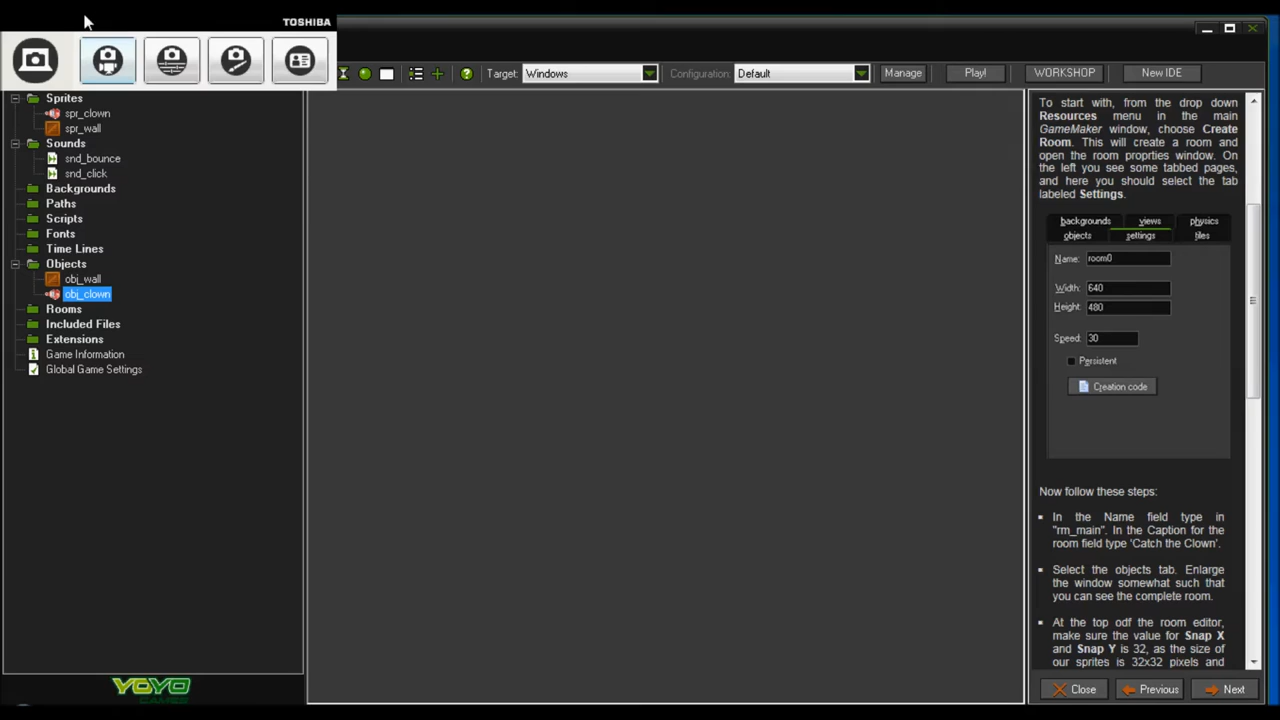 TOSHIBA
Target: Windows Configuration: Default Manage Play! WORKSHOP New IDE
Sprites
spr_clown
spr_wall
Sounds
snd_bounce
snd_click
Backgrounds
Paths
Scripts
Fonts
Time Lines
Objects
obj_wall
obj_clown
Rooms
Included Files
Extensions
Game Information
Global Game Settings
YOYO
GAMES
To start with, from the drop down
Resources menu in the main
GameMaker window, choose Create
Room. This will create a room and
open the room proprties window. On
the left you see some tabbed pages,
and here you should select the tab
labeled Settings.
backgrounds views physics
objects settings files
Name: room0
Width: 640
Height: 480
Speed: 30
Persistent
Creation code
Now follow these steps:
In the Name field type in
"rm_main". In the Caption for the
room field type 'Catch the Clown'.
Select the objects tab. Enlarge
the window somewhat such that
you can see the complete room.
At the top odf the room editor,
make sure the value for Snap X
and Snap Y is 32, as the size of
our sprites is 32x32 pixels and
Close Previous Next